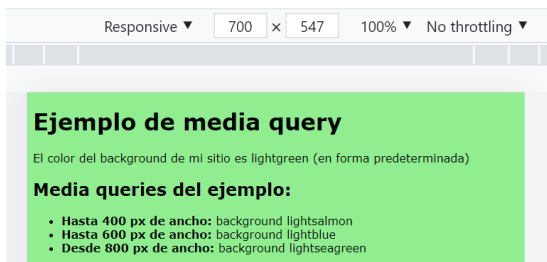 Responsive ▼ 700 × 547 100% ▼ No throttling ▼
Ejemplo de media query
El color del background de mi sitio es lightgreen (en forma predeterminada)
Media queries del ejemplo:
• Hasta 400 px de ancho: background lightsalmon
• Hasta 600 px de ancho: background lightblue
• Desde 800 px de ancho: background lightseagreen